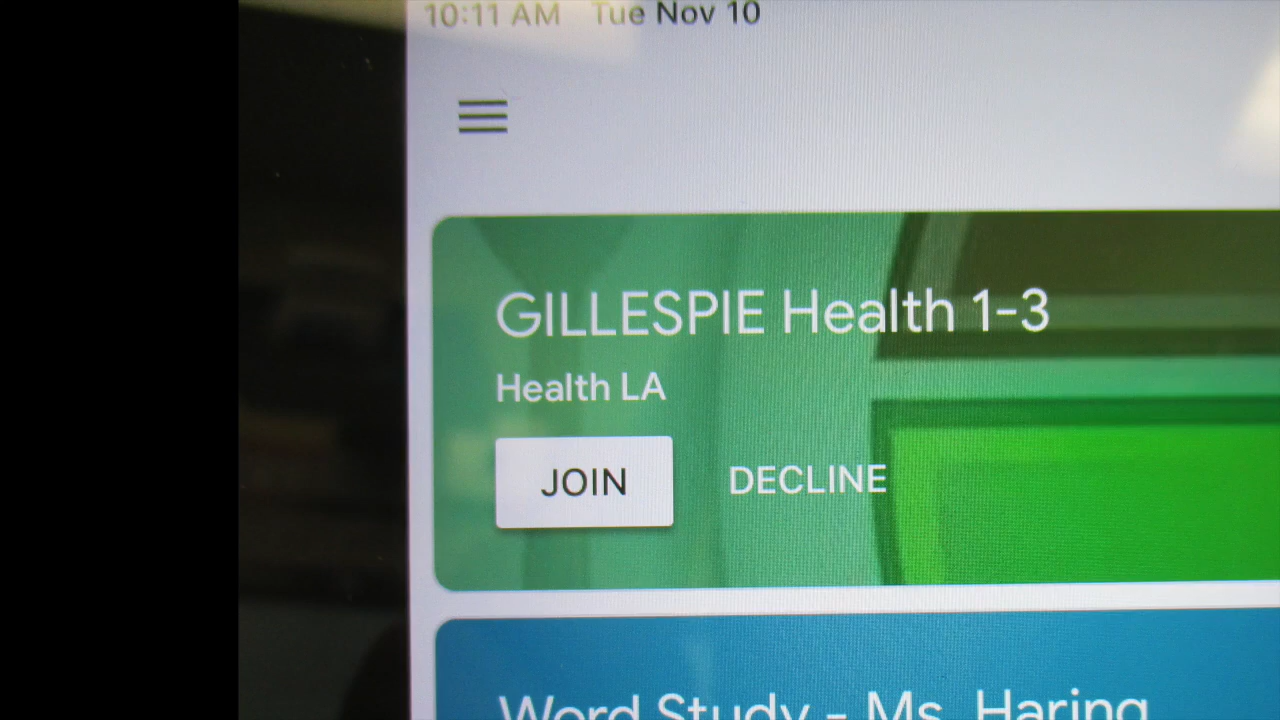 10:11 AM Tue Nov 10
GILLESPIE Health 1-3
Health LA
JOIN DECLINE
Word Study - Ms. Haring